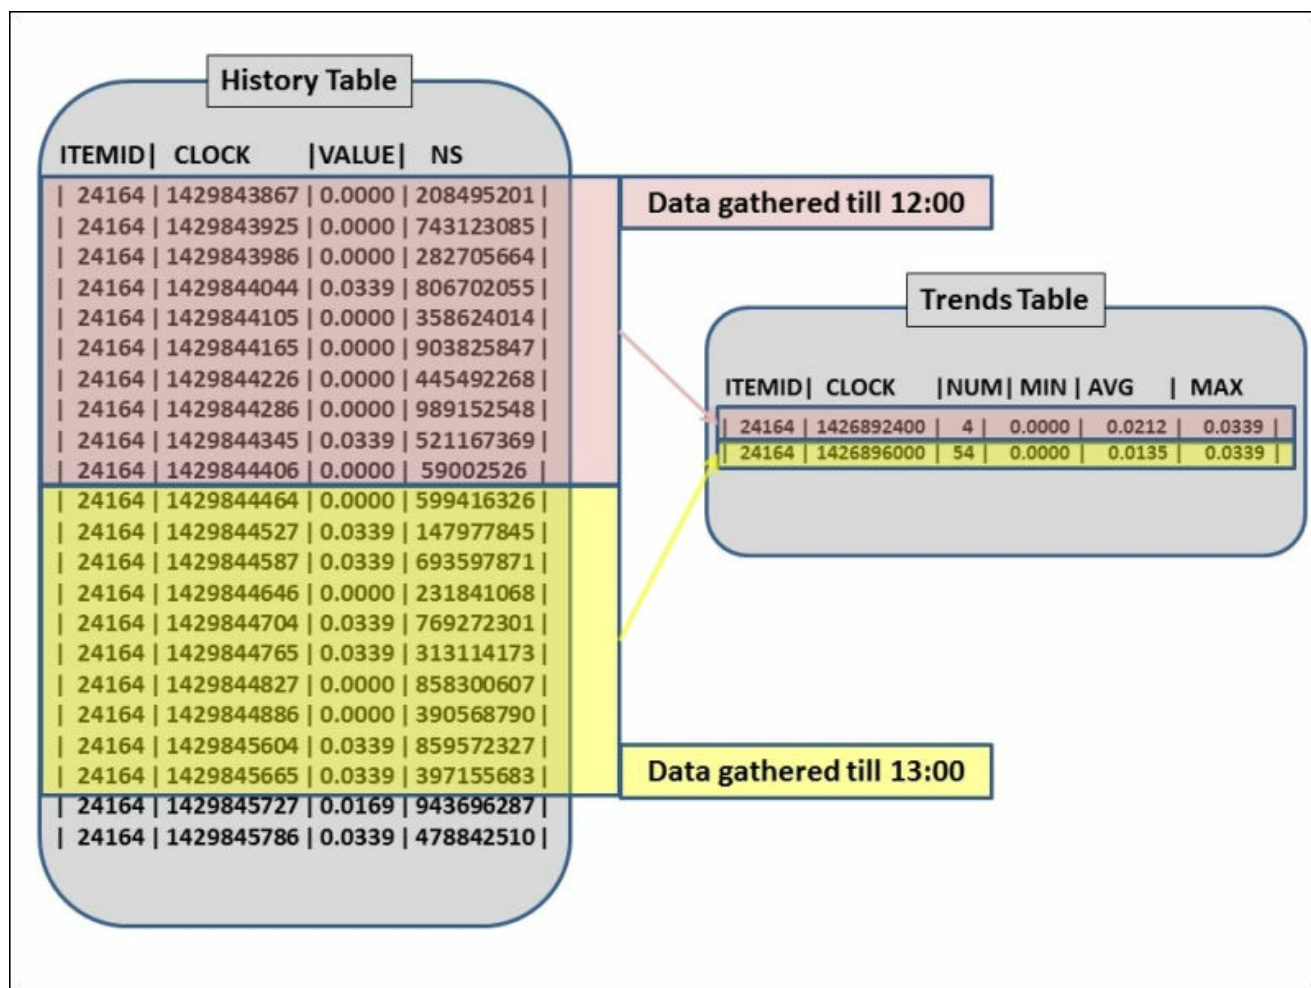 History Table
ITEMID| CLOCK |VALUE| NS
| 24164 | 1429843867 | 0.0000 | 208495201 |
| 24164 | 1429843925 | 0.0000 | 743123085 |
| 24164 | 1429843986 | 0.0000 | 282705664 |
| 24164 | 1429844044 | 0.0339 | 806702055 |
| 24164 | 1429844105 | 0.0000 | 358624014 |
| 24164 | 1429844165 | 0.0000 | 903825847 |
| 24164 | 1429844226 | 0.0000 | 445492268 |
| 24164 | 1429844286 | 0.0000 | 989152548 |
| 24164 | 1429844345 | 0.0339 | 521167369 |
| 24164 | 1429844406 | 0.0000 | 59002526 |
| 24164 | 1429844464 | 0.0000 | 599416326 |
| 24164 | 1429844527 | 0.0339 | 147977845 |
| 24164 | 1429844587 | 0.0339 | 693597871 |
| 24164 | 1429844646 | 0.0000 | 231841068 |
| 24164 | 1429844704 | 0.0339 | 769272301 |
| 24164 | 1429844765 | 0.0339 | 313114173 |
| 24164 | 1429844827 | 0.0000 | 858300607 |
| 24164 | 1429844886 | 0.0000 | 390568790 |
| 24164 | 1429845604 | 0.0339 | 859572327 |
| 24164 | 1429845665 | 0.0339 | 397155683 |
| 24164 | 1429845727 | 0.0169 | 943696287 |
| 24164 | 1429845786 | 0.0339 | 478842510 |
Data gathered till 12:00
Trends Table
ITEMID| CLOCK |NUM| MIN | AVG | MAX
| 24164 | 1426892400 | 4 | 0.0000 | 0.0212 | 0.0339 |
| 24164 | 1426896000 | 54 | 0.0000 | 0.0135 | 0.0339 |
Data gathered till 13:00